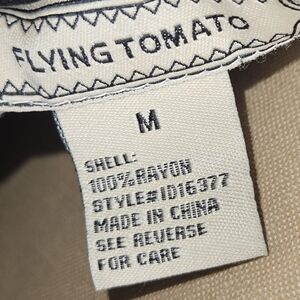 FLYING TOMATO
M
SHELL:
100% RAYON
STYLE#ID16377
MADE IN CHINA
SEE REVERSE
FOR CARE